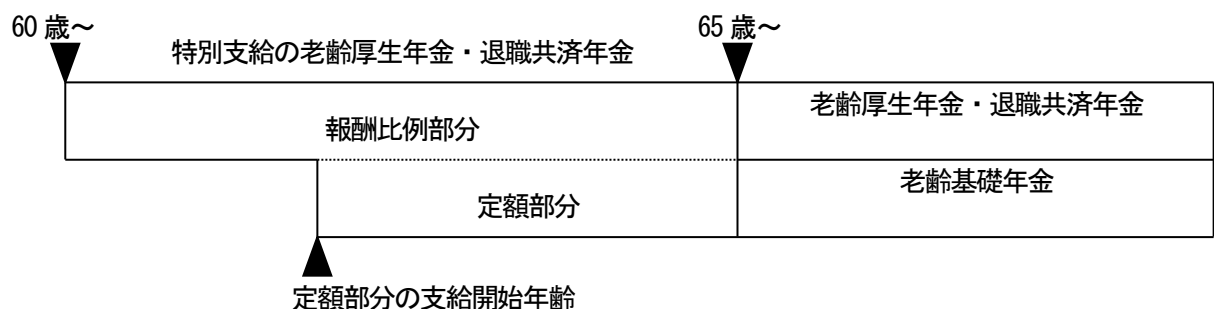 60 歳～
65 歳～
特別支給の老齢厚生年金・退職共済年金
報酬比例部分
老齢厚生年金・退職共済年金
定額部分
老齢基礎年金
定額部分の支給開始年齢